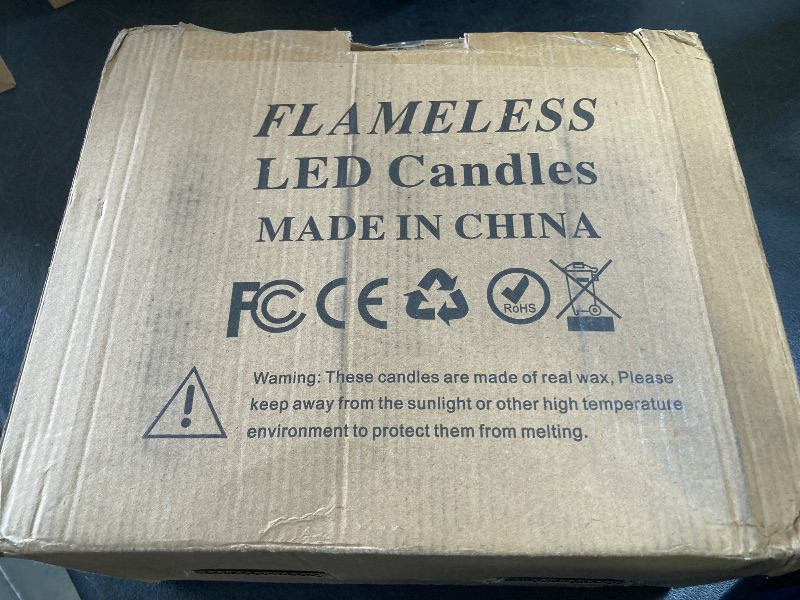 FLAMELESS
LED Candles
MADE IN CHINA
FC CE RoHS
Waming: These candles are made of real wax, Please
keep away from the sunlight or other high temperature
environment to protect them from melting.